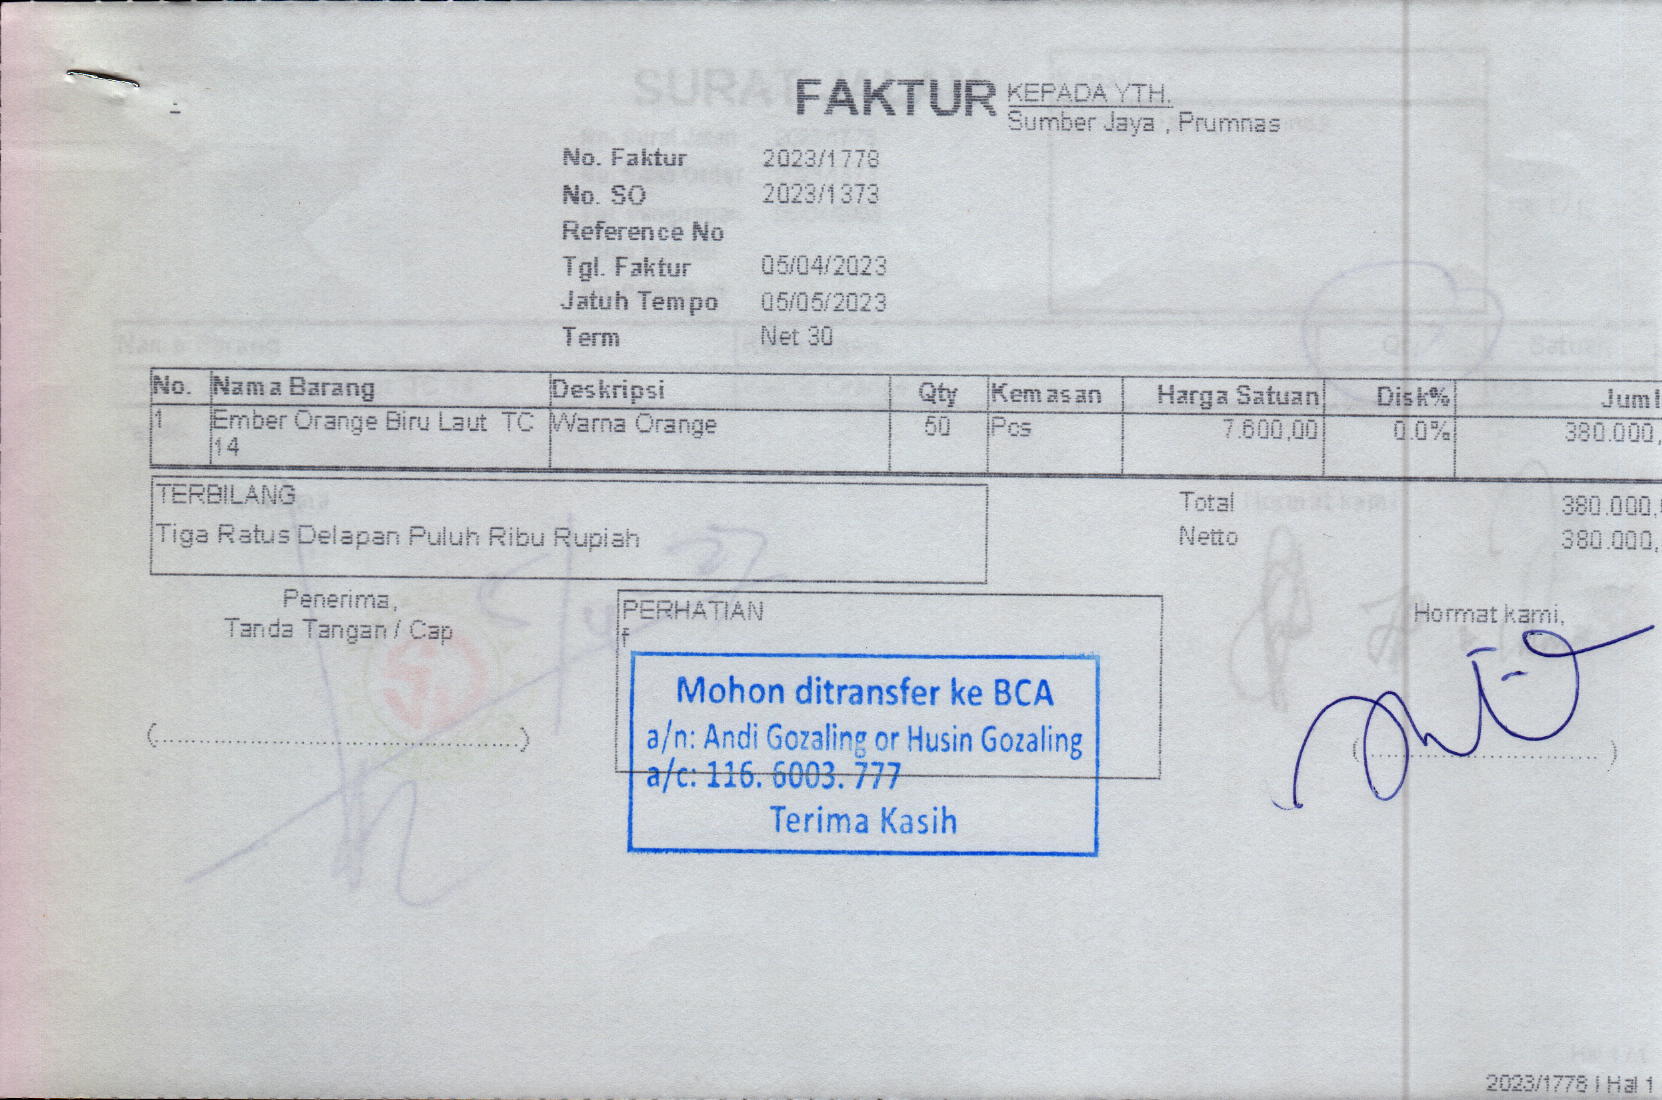 FAKTUR
KEPADA YTH.
Sumber Jaya , Prumnas
No. Faktur 2023/1778
No. SO 2023/1373
Reference No
Tgl. Faktur 05/04/2023
Jatuh Tempo 05/05/2023
Term Net 30
No. Nama Barang Deskripsi Qty Kemasan Harga Satuan Disk% Juml
1 Ember Orange Biru Laut TC Warna Orange 50 Pcs 7.600,00 0.0% 380.000,
14
TERBILANG
Tiga Ratus Delapan Puluh Ribu Rupiah
Total 380.000,
Netto 380.000,
Penerima,
Tanda Tangan / Cap
(........................................................)
PERHATIAN
f
Mohon ditransfer ke BCA
a/n: Andi Gozaling or Husin Gozaling
a/c: 116. 6003. 777
Terima Kasih
Hormat kami,
(........................................)
2023/1778 | Hal 1